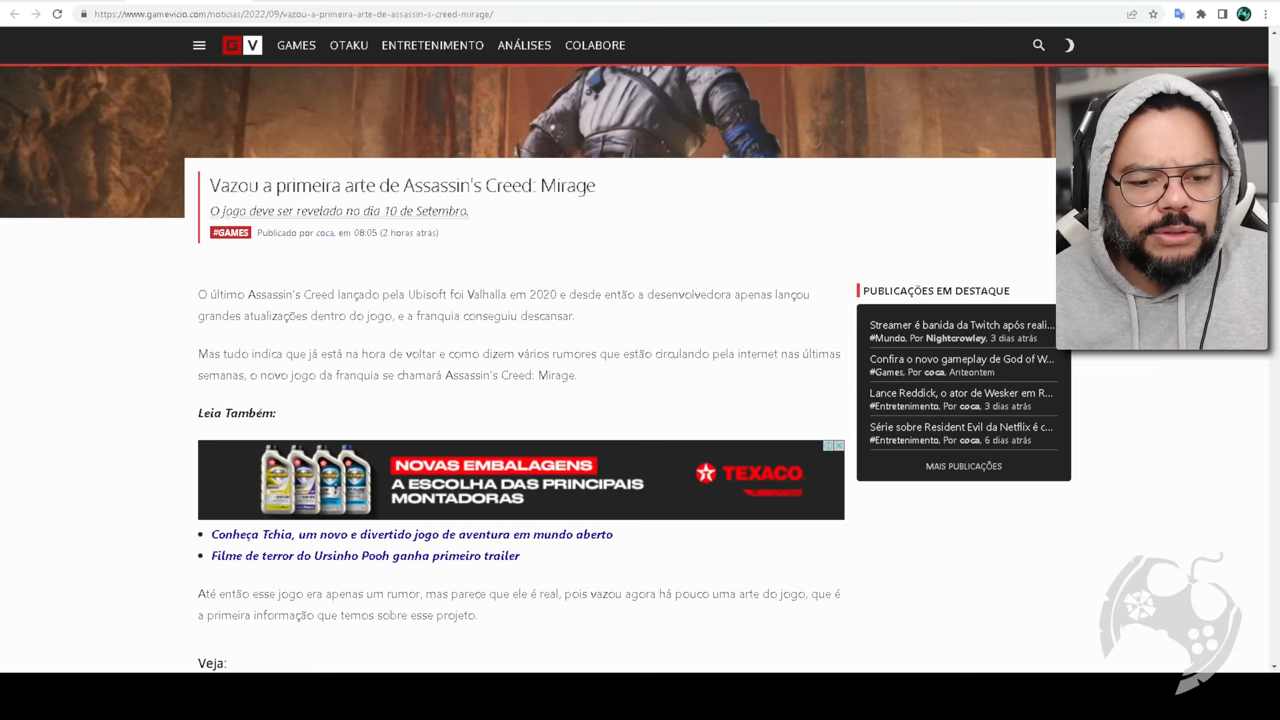 https://www.gamevicio.com/noticias/2022/09/vazou-a-primeira-arte-de-assassin-s-creed-mirage/
G V GAMES OTAKU ENTRETENIMENTO ANÁLISES COLABORE
Vazou a primeira arte de Assassin's Creed: Mirage
O jogo deve ser revelado no dia 10 de Setembro.
#GAMES Publicado por coca, em 08:05 (2 horas atrás)
O último Assassin's Creed lançado pela Ubisoft foi Valhalla em 2020 e desde então a desenvolvedora apenas lançou
grandes atualizações dentro do jogo, e a franquia conseguiu descansar.
Mas tudo indica que já está na hora de voltar e como dizem vários rumores que estão circulando pela internet nas últimas
semanas, o novo jogo da franquia se chamará Assassin's Creed: Mirage.
Leia Também:
NOVAS EMBALAGENS
A ESCOLHA DAS PRINCIPAIS
MONTADORAS
TEXACO
Conheça Tchia, um novo e divertido jogo de aventura em mundo aberto
Filme de terror do Ursinho Pooh ganha primeiro trailer
Até então esse jogo era apenas um rumor, mas parece que ele é real, pois vazou agora há pouco uma arte do jogo, que é
a primeira informação que temos sobre esse projeto.
Veja:
PUBLICAÇÕES EM DESTAQUE
Streamer é banida da Twitch após reali...
#Mundo, Por Nightcrowley, 3 dias atrás
Confira o novo gameplay de God of W...
#Games, Por coca, Anteontem
Lance Reddick, o ator de Wesker em R...
#Entretenimento, Por coca, 3 dias atrás
Série sobre Resident Evil da Netflix é c...
#Entretenimento, Por coca, 6 dias atrás
MAIS PUBLICAÇÕES